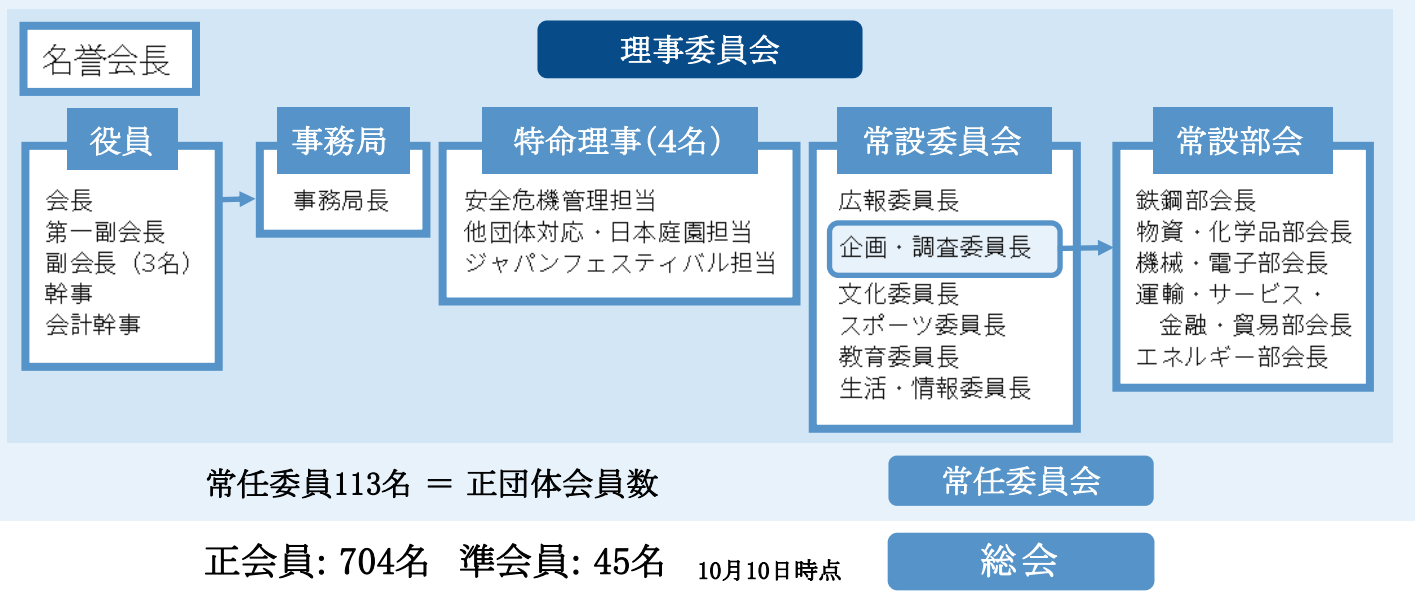 名誉会長
理事委員会
役員
会長
第一副会長
副会長（3名）
幹事
会計幹事
事務局
事務局長
特命理事（4名）
安全危機管理担当
他団体対応・日本庭園担当
ジャパンフェスティバル担当
常設委員会
広報委員長
企画・調査委員長
文化委員長
スポーツ委員長
教育委員長
生活・情報委員長
常設部会
鉄鋼部会長
物資・化学品部会長
機械・電子部会長
運輸・サービス・
金融・貿易部会長
エネルギー部会長
常任委員113名 ＝ 正団体会員数
常任委員会
正会員: 704名 準会員: 45名 10月10日時点
総会